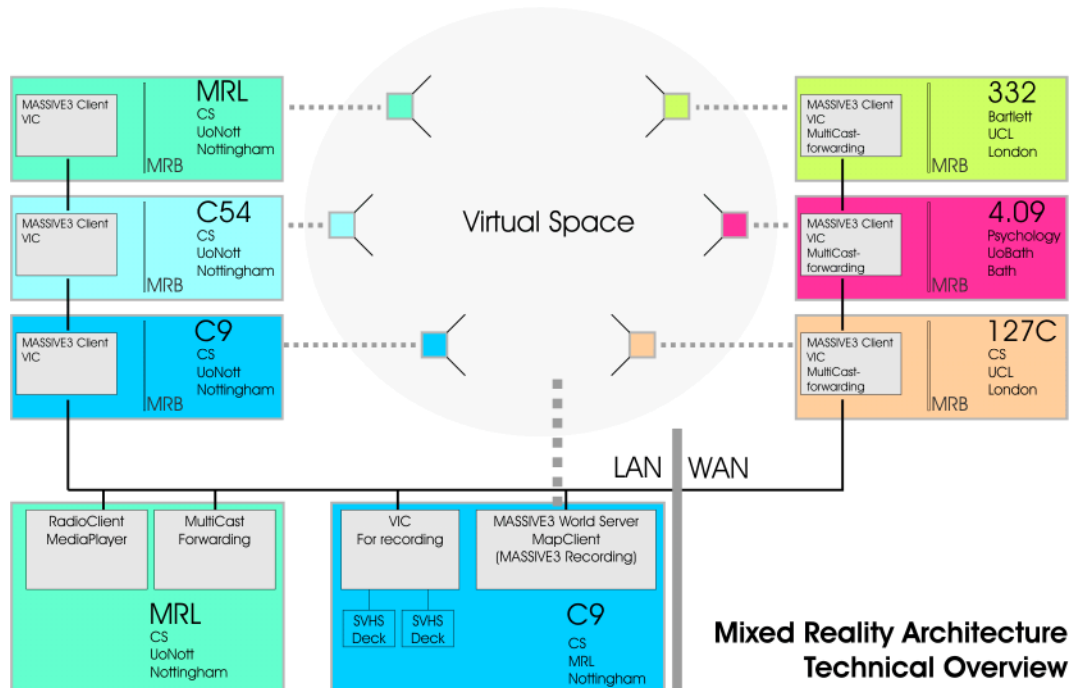 MASSIVE3 Client
VIC
MRL
CS
UoNott
Nottingham
MRB
MASSIVE3 Client
VIC
C54
CS
UoNott
Nottingham
MRB
MASSIVE3 Client
VIC
C9
CS
UoNott
Nottingham
MRB
Virtual Space
MASSIVE3 Client
VIC
MultiCast-
forwarding
332
Bartlett
UCL
London
MRB
MASSIVE3 Client
VIC
MultiCast-
forwarding
4.09
Psychology
UoBath
Bath
MRB
MASSIVE3 Client
VIC
MultiCast-
forwarding
127C
CS
UCL
London
MRB
LAN
WAN
RadioClient
MediaPlayer
MultiCast
Forwarding
MRL
CS
UoNott
Nottingham
VIC
For recording
SVHS
Deck
SVHS
Deck
MASSIVE3 World Server
MapClient
(MASSIVE3 Recording)
C9
CS
MRL
Nottingham
Mixed Reality Architecture
Technical Overview